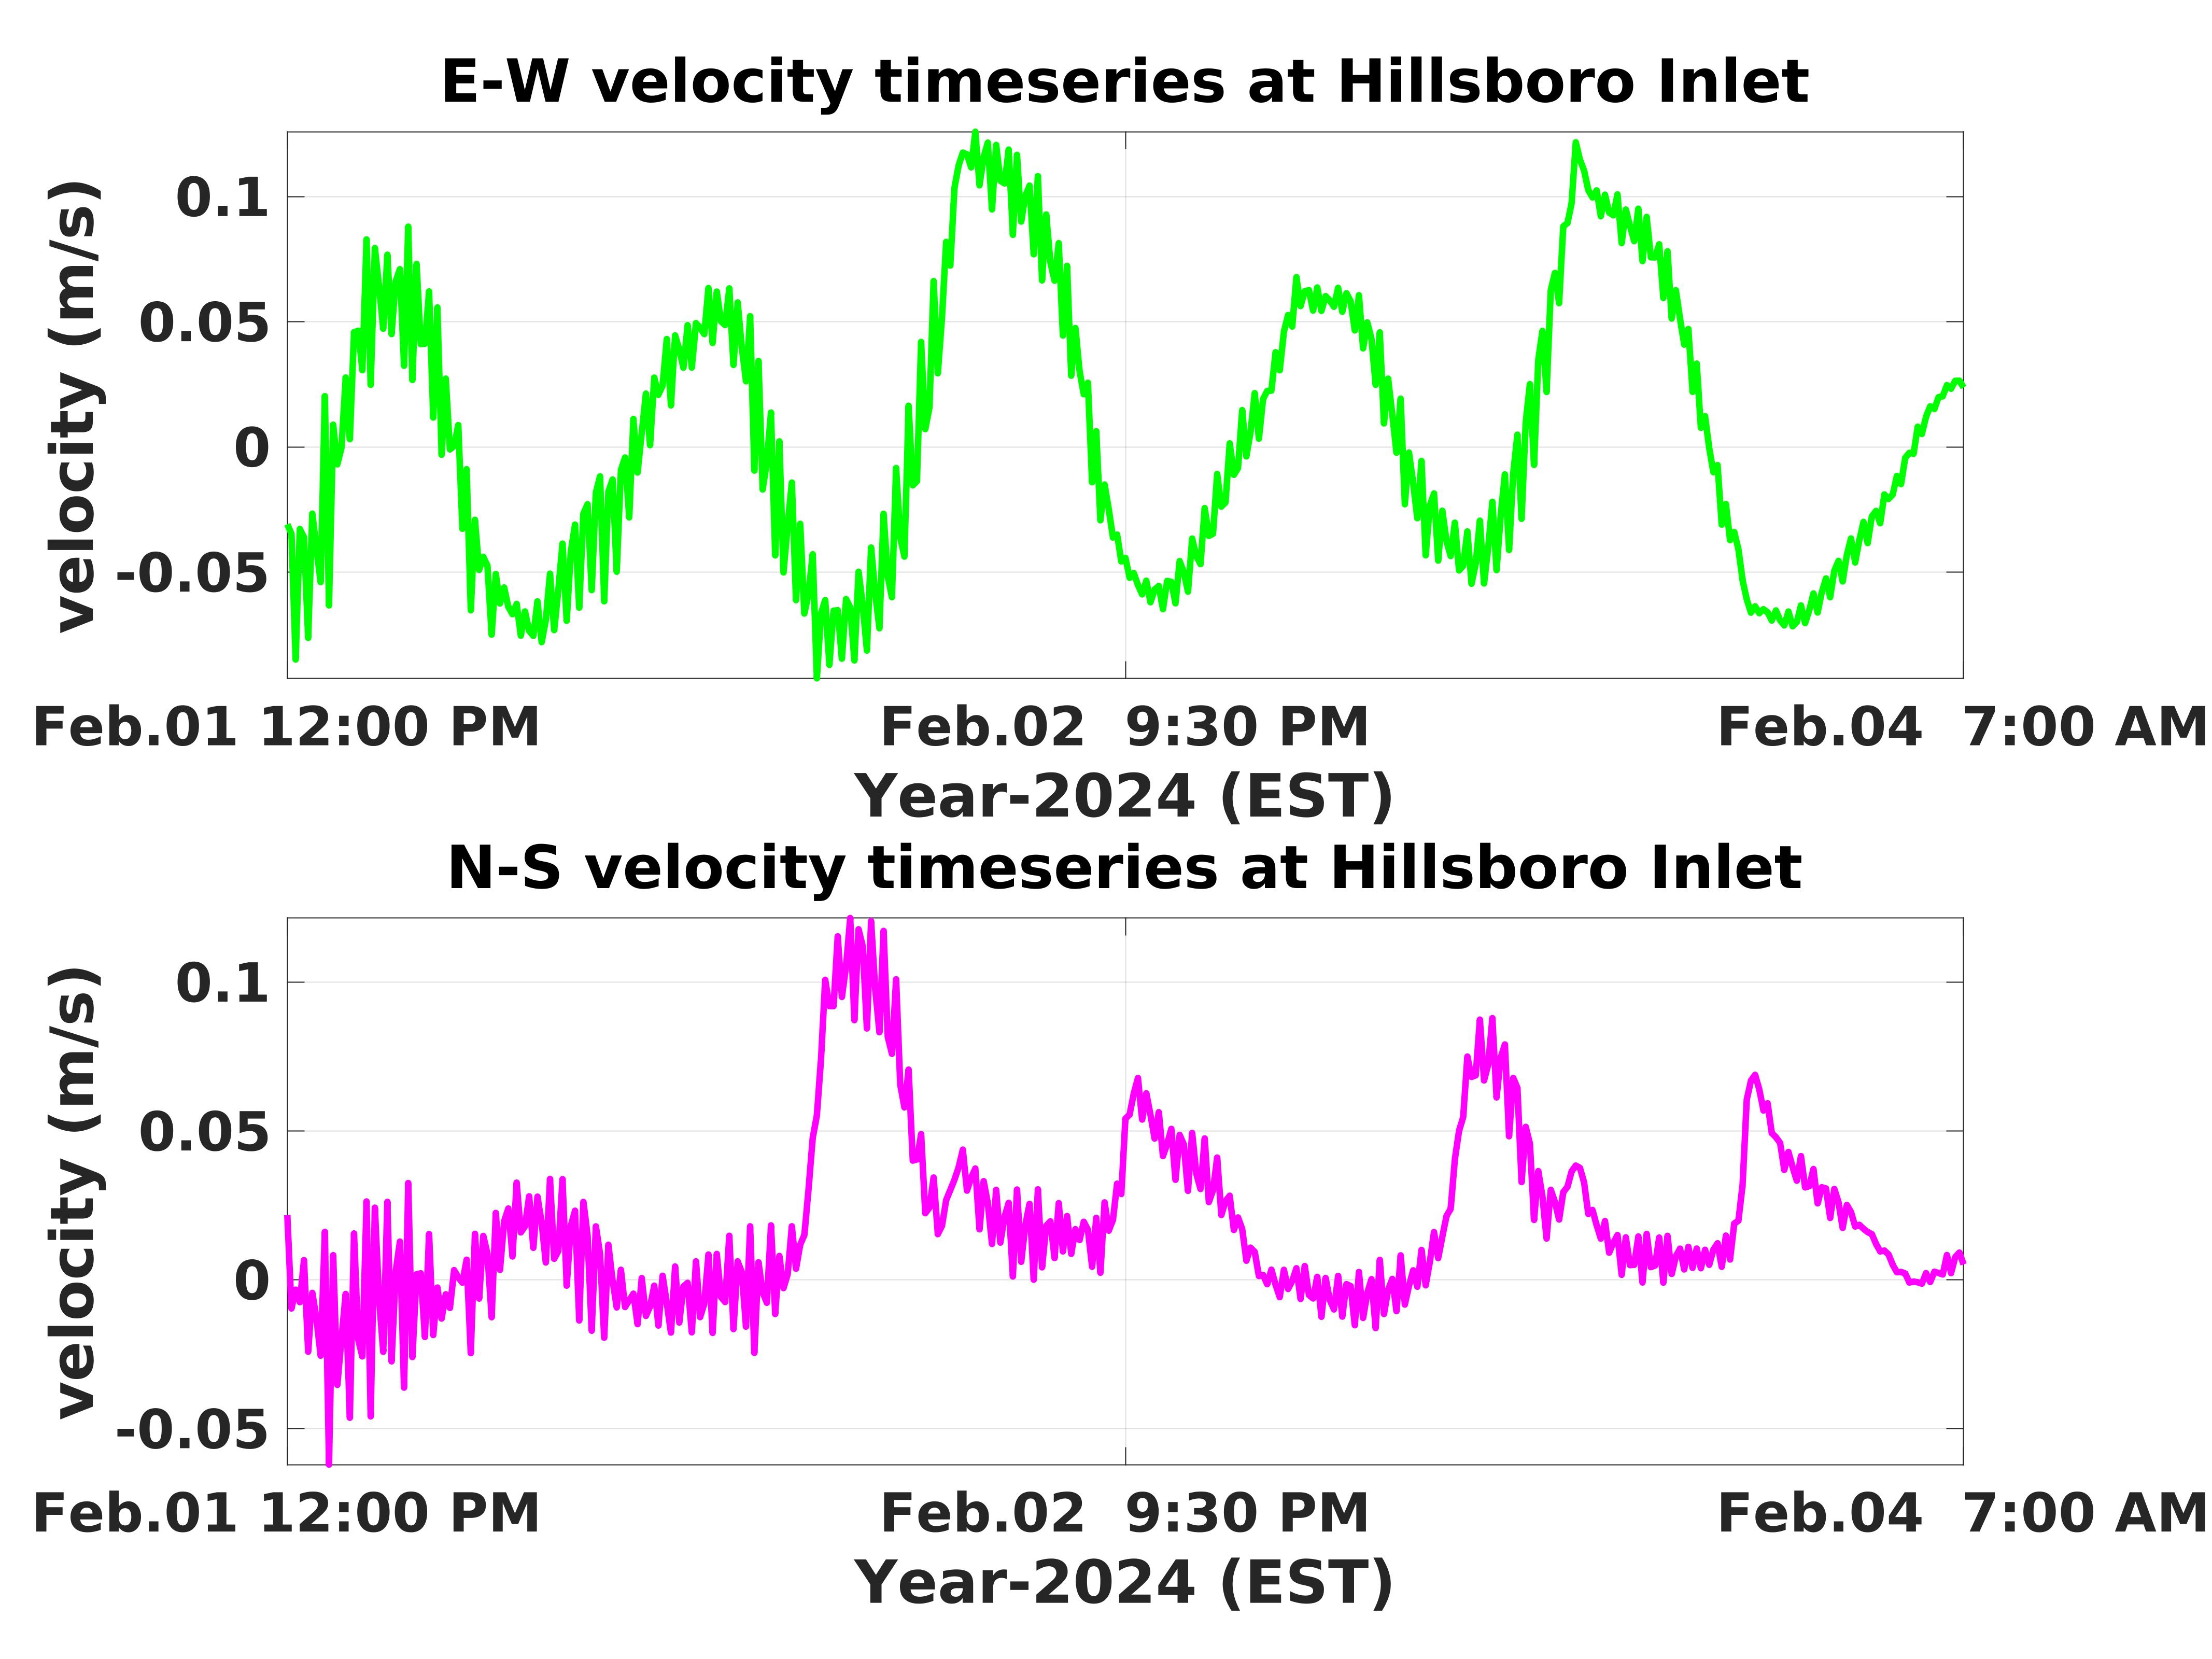 E-W velocity timeseries at Hillsboro Inlet
velocity (m/s)
0.1
0.05
0
-0.05
Feb.01 12:00 PM Feb.02  9:30 PM Feb.04  7:00 AM
Year-2024 (EST)
N-S velocity timeseries at Hillsboro Inlet
velocity (m/s)
0.1
0.05
0
-0.05
Feb.01 12:00 PM Feb.02  9:30 PM Feb.04  7:00 AM
Year-2024 (EST)